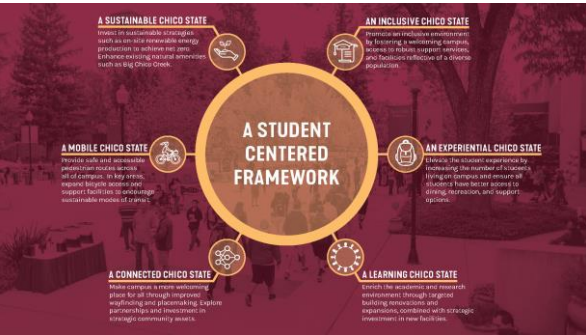 A SUSTAINABLE CHICO STATE
Invest in sustainable strategies
such as on-site renewable energy
production to achieve net zero.
Enhance existing natural amenities
such as Big Chico Creek.
AN INCLUSIVE CHICO STATE
Promote an inclusive environment
by fostering a welcoming campus,
access to robust support services,
and facilities reflective of a diverse
population.
A STUDENT
CENTERED
FRAMEWORK
A MOBILE CHICO STATE
Provide safe and accessible
pedestrian routes across
all of campus. In key areas,
expand bicycle access and
support facilities to encourage
sustainable modes of transit.
AN EXPERIENTIAL CHICO STATE
Elevate the student experience by
increasing the number of students
living on campus and ensure all
students have better access to
dining, recreation, and support
options.
A CONNECTED CHICO STATE
Make campus a more welcoming
place for all through improved
wayfinding and placemaking. Explore
partnerships and investment in
strategic community assets.
A LEARNING CHICO STATE
Enrich the academic and research
environment through targeted
building renovations and
expansions, combined with strategic
investment in new facilities.